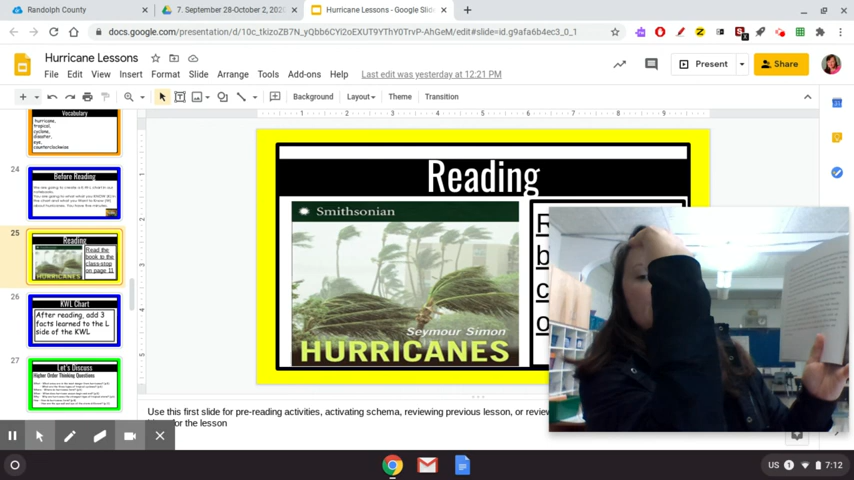 Randolph County
7. September 28-October 2, 202
Hurricane Lessons - Google Slid
docs.google.com/presentation/d/10c_tkizoZB7N_yQbb6CYl2oEXUT9YThY0TrvP-AhGeM/edit#slide=id.g9afa6b4ec3_0_1
Hurricane Lessons
File Edit View Insert Format Slide Arrange Tools Add-ons Help Last edit was yesterday at 12:21 PM
Present
Share
Background Layout Theme Transition
Vocabulary
hurricane,
tropical,
cyclone,
disaster,
eye,
counterclockwise
24
Before Reading
25
Reading
Read the
book to the
class-stop
on page 11
HURRICANES
26
KWL Chart
After reading, add 3
facts learned to the L
side of the KWL
27
Let's Discuss
Higher Order Thinking Questions
Reading
Smithsonian
Seymour Simon
HURRICANES
Use this first slide for pre-reading activities, activating schema, reviewing previous lesson, or review
for the lesson
US 1 7:12